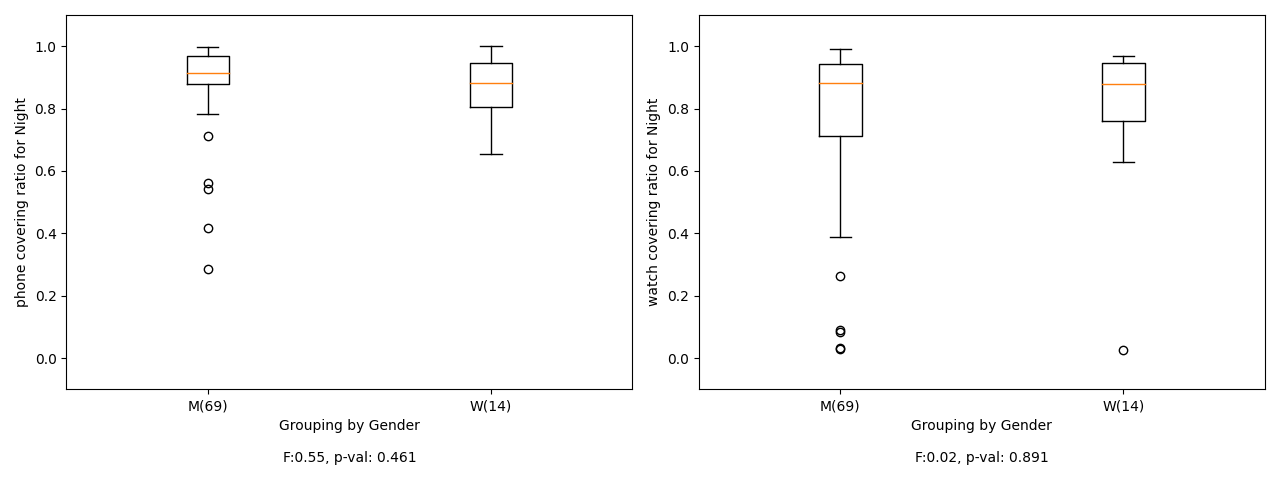 phone covering ratio for Night
1.0
0.8
0.6
0.4
0.2
0.0
M(69)
W(14)
Grouping by Gender
F:0.55, p-val: 0.461
watch covering ratio for Night
1.0
0.8
0.6
0.4
0.2
0.0
M(69)
W(14)
Grouping by Gender
F:0.02, p-val: 0.891